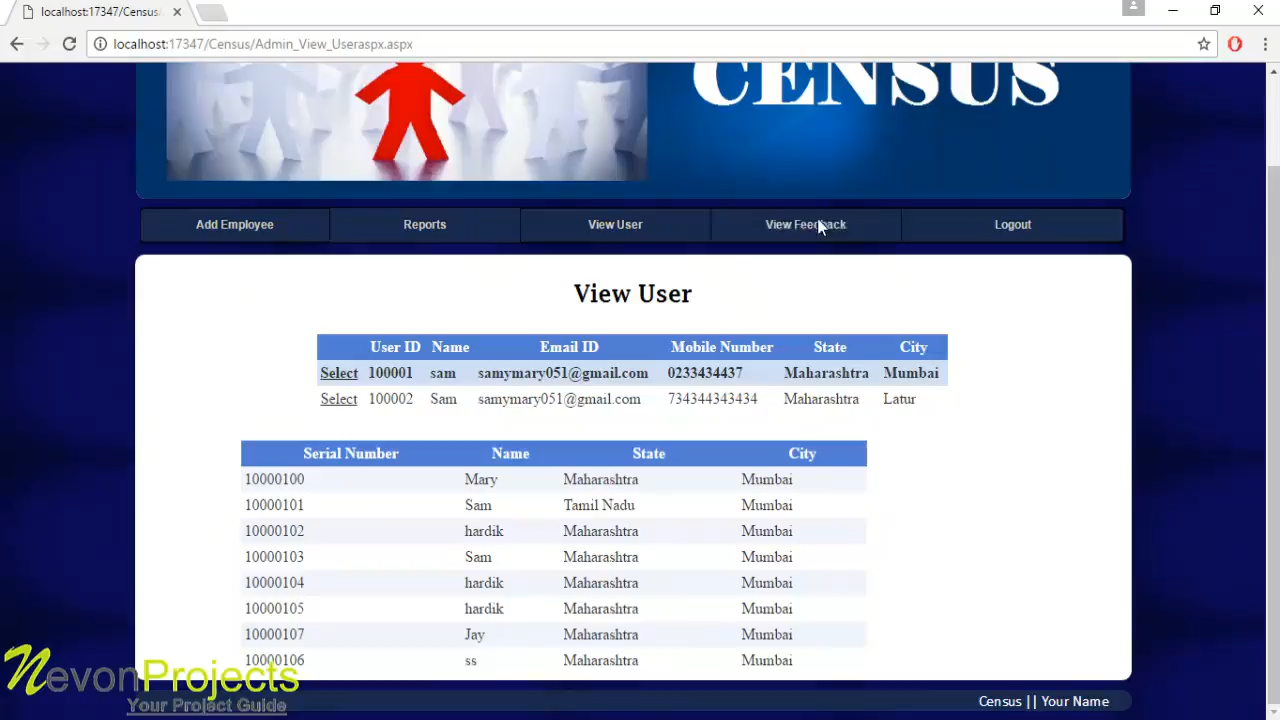 localhost:17347/Census/
localhost:17347/Census/Admin_View_Useraspx.aspx
CENSUS
Add Employee Reports View User View Feedback Logout
View User
User ID Name Email ID Mobile Number State City
Select 100001 sam samymary051@gmail.com 0233434437 Maharashtra Mumbai
Select 100002 Sam samymary051@gmail.com 734344343434 Maharashtra Latur
Serial Number Name State City
10000100 Mary Maharashtra Mumbai
10000101 Sam Tamil Nadu Mumbai
10000102 hardik Maharashtra Mumbai
10000103 Sam Maharashtra Mumbai
10000104 hardik Maharashtra Mumbai
10000105 hardik Maharashtra Mumbai
10000107 Jay Maharashtra Mumbai
10000106 ss Maharashtra Mumbai
NevonProjects
Your Project Guide
Census || Your Name